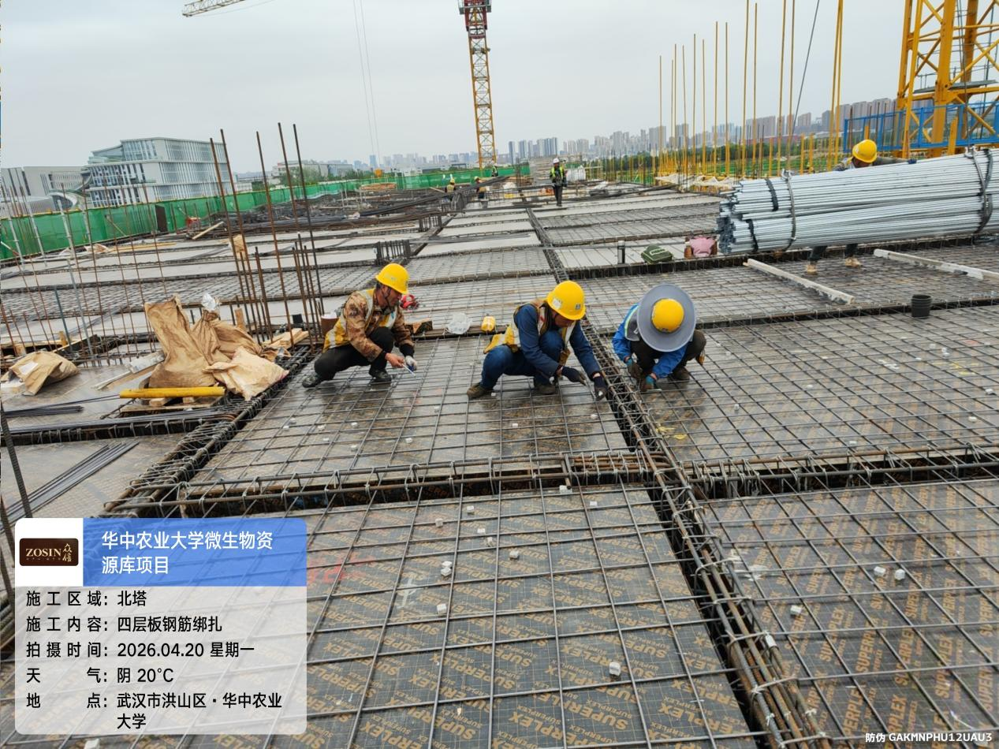 ZOSIN 众信
华中农业大学微生物资
源库项目
施工区域：北塔
施工内容：四层板钢筋绑扎
拍摄时间：2026.04.20 星期一
天气：阴 20°C
地点：武汉市洪山区·华中农业
大学
防伪 GAKMNPHU12UAU3
SUPERPLEX